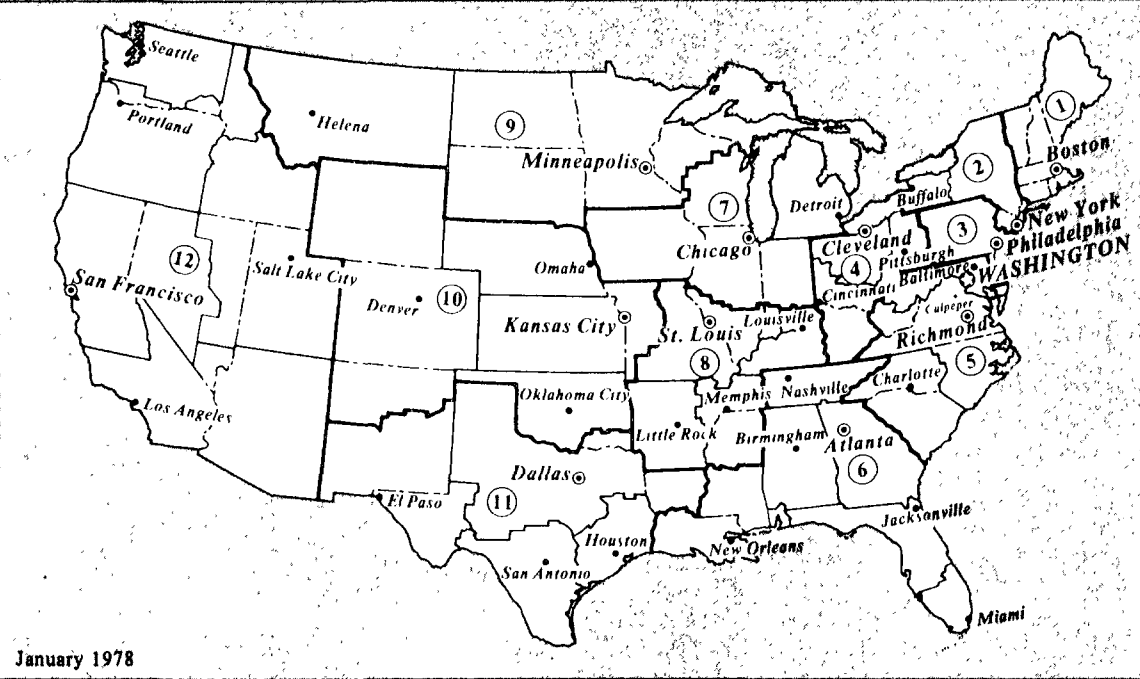 Seattle
Portland
Helena
9
Minneapolis
1
Boston
2
Buffalo
New York
Philadelphia
WASHINGTON
3
Detroit
7
Chicago
Cleveland
4
Pittsburgh
Baltimore
Cincinnati
Culpeper
Richmond
5
12
San Francisco
Salt Lake City
Denver
10
Omaha
Kansas City
St. Louis
8
Louisville
Charlotte
Los Angeles
Oklahoma City
Memphis Nashville
Little Rock
Birmingham
Atlanta
6
Dallas
11
El Paso
Houston
San Antonio
New Orleans
Jacksonville
Miami
January 1978